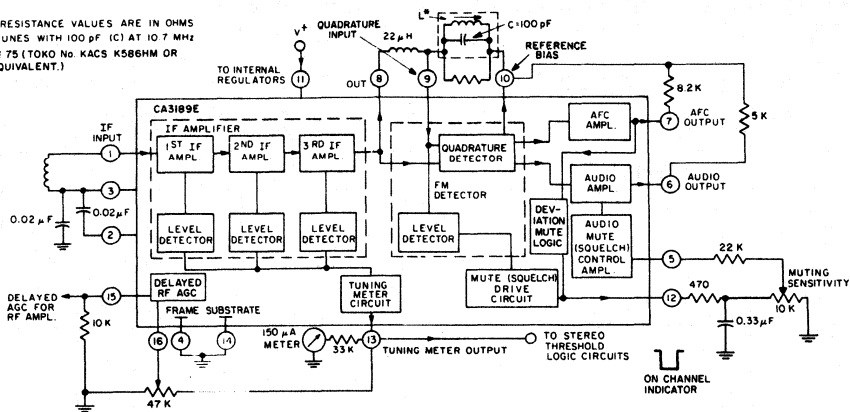 RESISTANCE VALUES ARE IN OHMS
TUNES WITH 100 pF (C) AT 10.7 MHz
75 (TOKO No. KACS K586HM OR
QUIVALENT.)
L*
C=100 pF
V+
QUADRATURE
INPUT
22 μH
REFERENCE
BIAS
TO INTERNAL
REGULATORS
11
OUT
8
9
10
8.2K
5 K
CA3189E
IF
INPUT
IF AMPLIFIER
1
1ST IF
AMPL
2ND IF
AMPL
3RD IF
AMPL
QUADRATURE
DETECTOR
AFC
AMPL.
7
AFC
OUTPUT
3
0.02 μF
0.02 μF
2
FM
DETECTOR
AUDIO
AMPL.
6
AUDIO
OUTPUT
LEVEL
DETECTOR
LEVEL
DETECTOR
LEVEL
DETECTOR
LEVEL
DETECTOR
DEV-
IATION
MUTE
LOGIC
AUDIO
MUTE
(SQUELCH)
CONTROL
AMPL.
5
22 K
DELAYED
AGC FOR
RF AMPL.
15
DELAYED
RF AGC
TUNING
METER
CIRCUIT
MUTE (SQUELCH)
DRIVE
CIRCUIT
12
470
10 K
MUTING
SENSITIVITY
10 K
FRAME
SUBSTRATE
0.33μF
16
4
14
150 μA
METER
33 K
13
TUNING METER OUTPUT
TO STEREO
THRESHOLD
LOGIC CIRCUITS
47 K
ON CHANNEL
INDICATOR